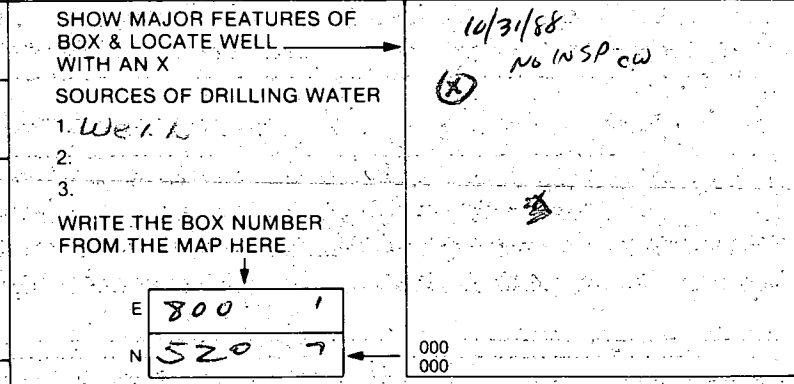 SHOW MAJOR FEATURES OF
BOX & LOCATE WELL
WITH AN X
SOURCES OF DRILLING WATER
1. Well
2.
3.
WRITE THE BOX NUMBER
FROM THE MAP HERE
E 800 1
N 520 7
10/31/88
No INSP CW
X
000
000